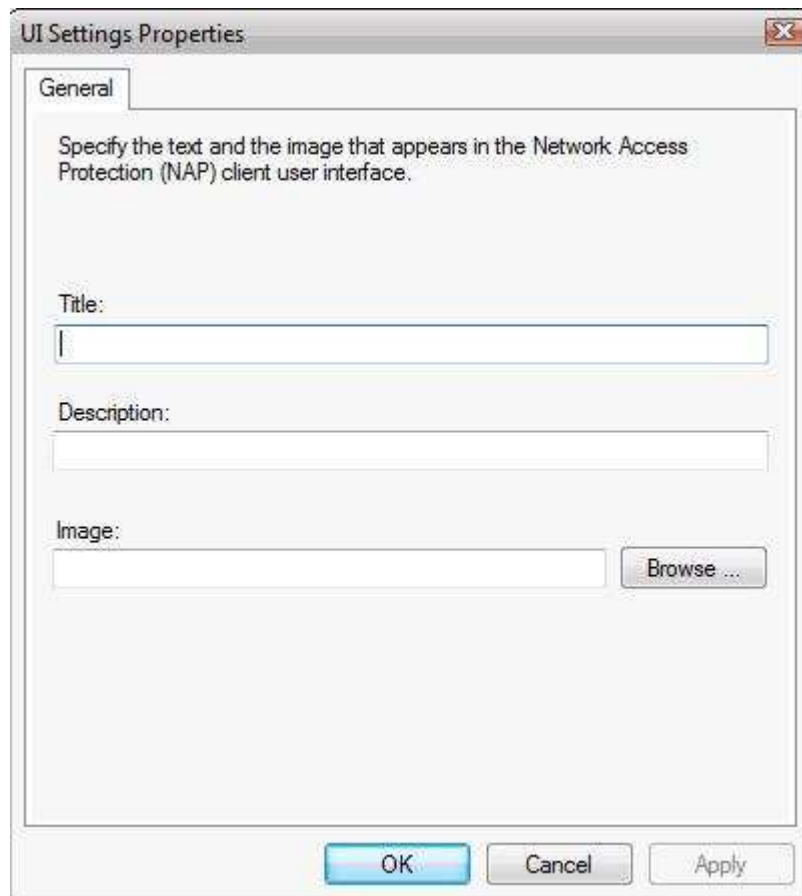 UI Settings Properties
General
Specify the text and the image that appears in the Network Access
Protection (NAP) client user interface.
Title:
Description:
Image:
Browse ...
OK
Cancel
Apply